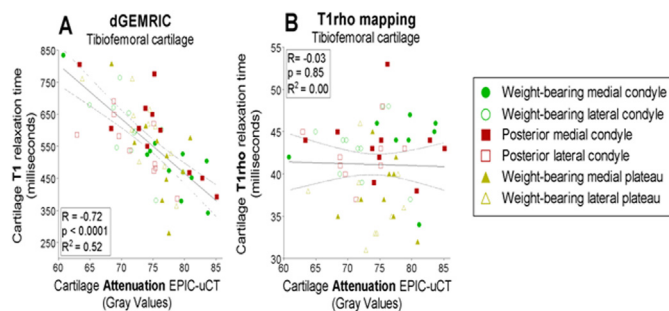 A
dGEMRIC
Tibiofemoral cartilage
Cartilage T1 relaxation time
(milliseconds)
850
750
650
550
450
350
250
R = -0.72
p < 0.0001
R² = 0.52
60 65 70 75 80 85
Cartilage Attenuation EPIC-uCT
(Gray Values)
B
T1rho mapping
Tibiofemoral cartilage
Cartilage T1rho relaxation time
(milliseconds)
55
50
45
40
35
30
R= -0.03
p = 0.85
R² = 0.00
60 65 70 75 80 85
Cartilage Attenuation EPIC-uCT
(Gray Values)
Weight-bearing medial condyle
Weight-bearing lateral condyle
Posterior medial condyle
Posterior lateral condyle
Weight-bearing medial plateau
Weight-bearing lateral plateau